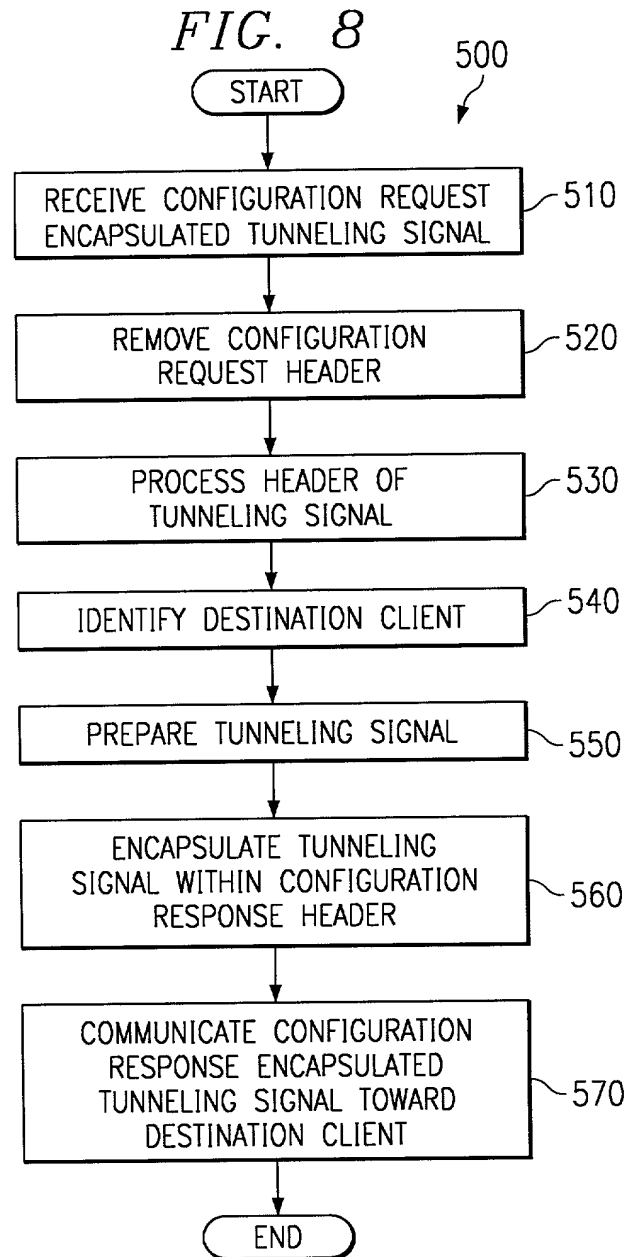 FIG. 8
500
START
RECEIVE CONFIGURATION REQUEST
ENCAPSULATED TUNNELING SIGNAL
510
REMOVE CONFIGURATION
REQUEST HEADER
520
PROCESS HEADER OF
TUNNELING SIGNAL
530
IDENTIFY DESTINATION CLIENT
540
PREPARE TUNNELING SIGNAL
550
ENCAPSULATE TUNNELING
SIGNAL WITHIN CONFIGURATION
RESPONSE HEADER
560
COMMUNICATE CONFIGURATION
RESPONSE ENCAPSULATED
TUNNELING SIGNAL TOWARD
DESTINATION CLIENT
570
END